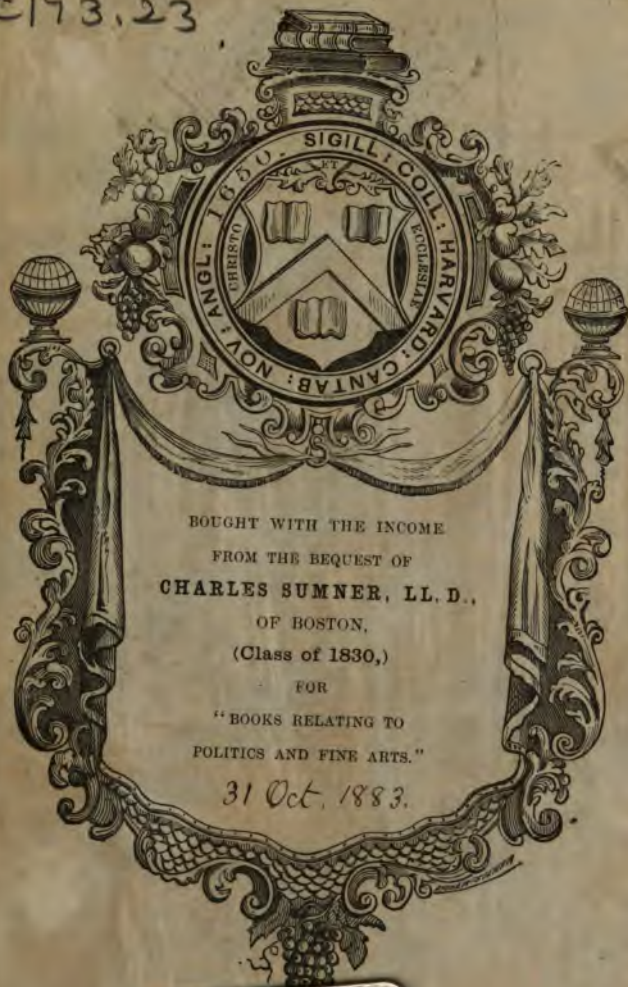 173.23
1650. SIGILL: COLL: HARVARD: CANTAB: NOV: ANGL:
ET
CHRISTO
ECCLESIAE
BOUGHT WITH THE INCOME
FROM THE BEQUEST OF
CHARLES SUMNER, LL. D.,
OF BOSTON,
(Class of 1830,)
FOR
"BOOKS RELATING TO
POLITICS AND FINE ARTS."
31 Oct, 1883.